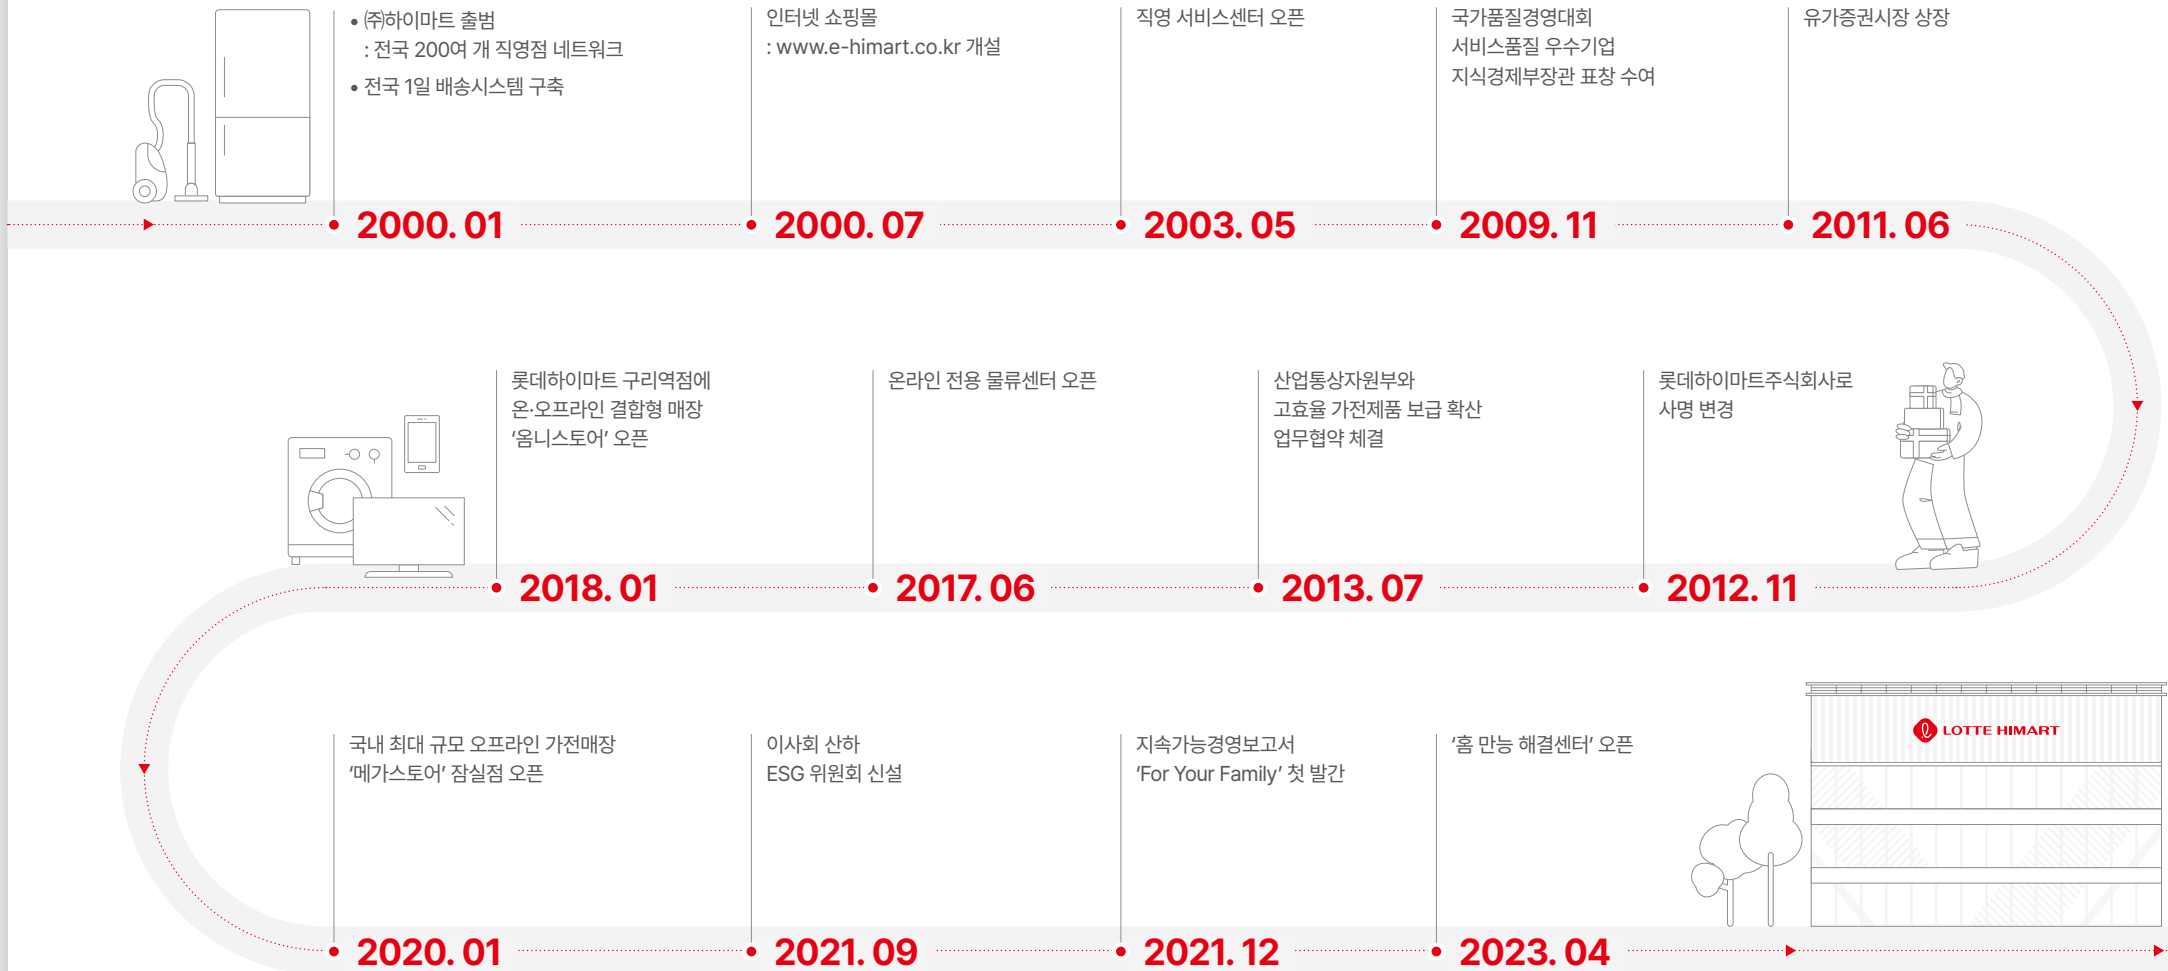 • ㈜하이마트 출범
: 전국 200여 개 직영점 네트워크
• 전국 1일 배송시스템 구축
2000. 01
인터넷 쇼핑몰
: www.e-himart.co.kr 개설
2000. 07
직영 서비스센터 오픈
2003. 05
국가품질경영대회
서비스품질 우수기업
지식경제부장관 표창 수여
2009. 11
유가증권시장 상장
2011. 06
롯데하이마트주식회사로
사명 변경
2012. 11
산업통상자원부와
고효율 가전제품 보급 확산
업무협약 체결
2013. 07
온라인 전용 물류센터 오픈
2017. 06
롯데하이마트 구리역점에
온·오프라인 결합형 매장
‘옴니스토어’ 오픈
2018. 01
국내 최대 규모 오프라인 가전매장
‘메가스토어’ 잠실점 오픈
2020. 01
이사회 산하
ESG 위원회 신설
2021. 09
지속가능경영보고서
‘For Your Family’ 첫 발간
2021. 12
‘홈 만능 해결센터’ 오픈
2023. 04
LOTTE HIMART